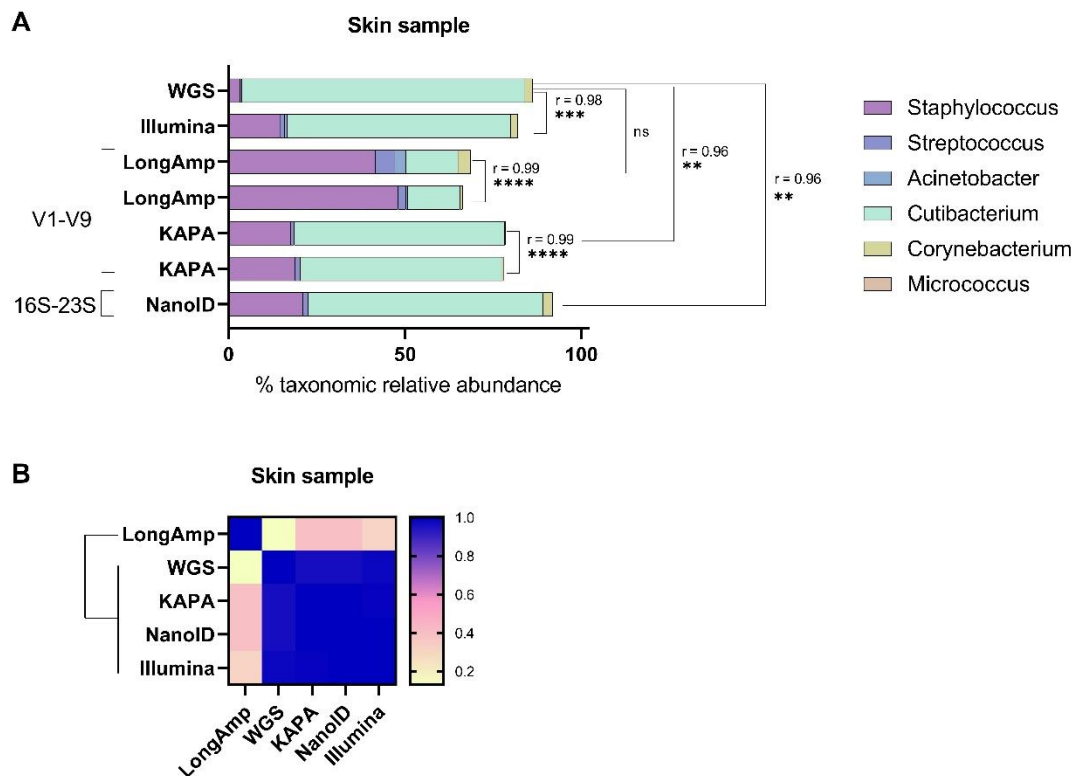 A
Skin sample
WGS
Illumina
LongAmp
LongAmp
KAPA
KAPA
NanoID
V1-V9
16S-23S
r = 0.98
***
ns
r = 0.99
****
r = 0.96
**
r = 0.96
**
r = 0.99
****
0
50
100
% taxonomic relative abundance
Staphylococcus
Streptococcus
Acinetobacter
Cutibacterium
Corynebacterium
Micrococcus
B
Skin sample
LongAmp
WGS
KAPA
NanoID
Illumina
LongAmp
WGS
KAPA
NanoID
Illumina
1.0
0.8
0.6
0.4
0.2